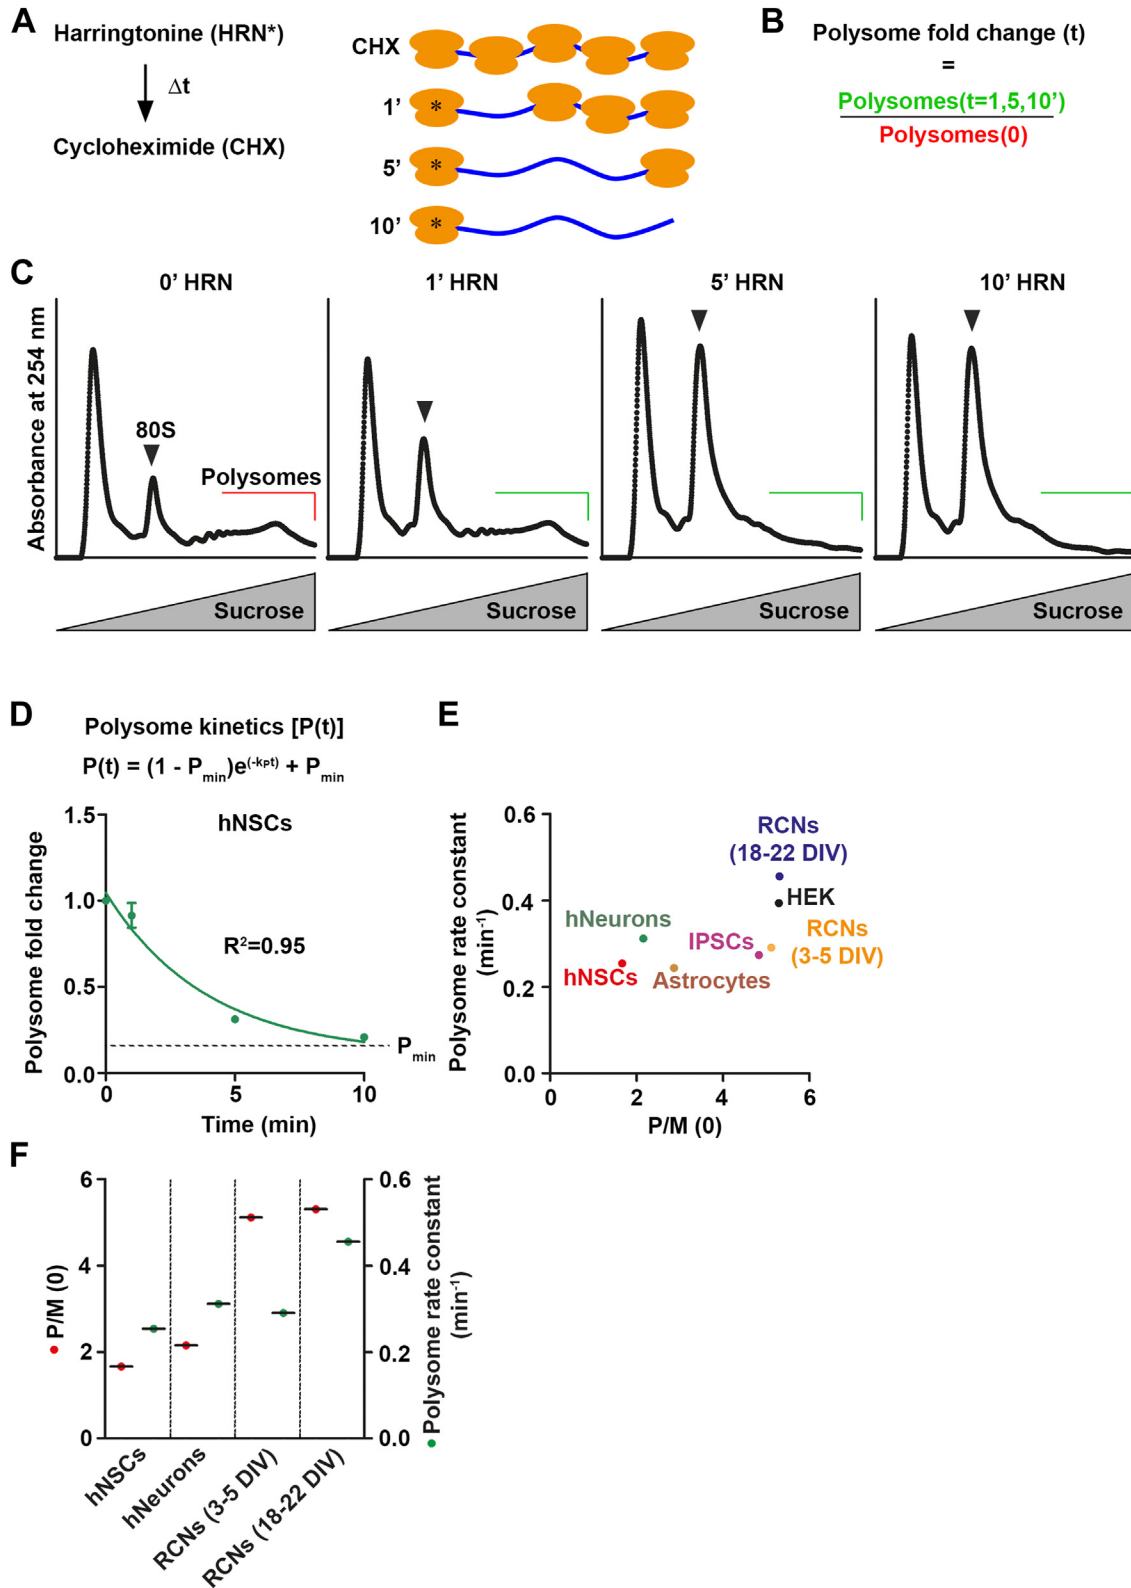 A
Harringtonine (HRN*)
Δt
Cycloheximide (CHX)
CHX
1’
*
5’
*
10’
*
B
Polysome fold change (t)
=
Polysomes(t=1,5,10’)
Polysomes(0)
C
0’ HRN
1’ HRN
5’ HRN
10’ HRN
Absorbance at 254 nm
80S
Polysomes
Sucrose
Sucrose
Sucrose
Sucrose
D
Polysome kinetics [P(t)]
P(t) = (1 - Pmin)e(-kPt) + Pmin
hNSCs
R2=0.95
Pmin
Polysome fold change
1.5
1.0
0.5
0.0
0
5
10
Time (min)
E
Polysome rate constant
(min-1)
0.6
0.4
0.2
0.0
RCNs
(18-22 DIV)
HEK
hNeurons
IPSCs
RCNs
(3-5 DIV)
hNSCs
Astrocytes
0
2
4
6
P/M (0)
F
P/M (0)
6
4
2
0
0.6
0.4
0.2
0.0
Polysome rate constant
(min-1)
hNSCs
hNeurons
RCNs (3-5 DIV)
RCNs (18-22 DIV)